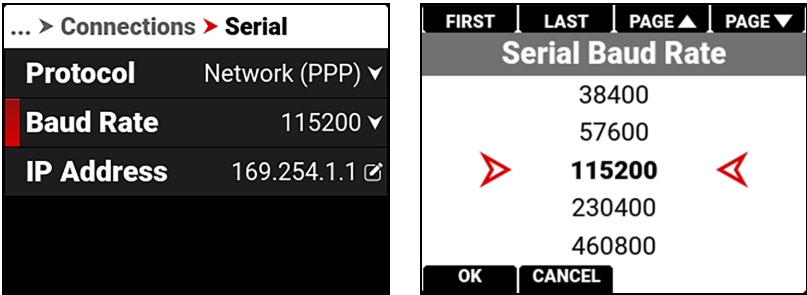 ... ➤ Connections ➤ Serial
Protocol Network (PPP)
Baud Rate 115200
IP Address 169.254.1.1
FIRST LAST PAGE▲ PAGE▼
Serial Baud Rate
38400
57600
115200
230400
460800
OK CANCEL